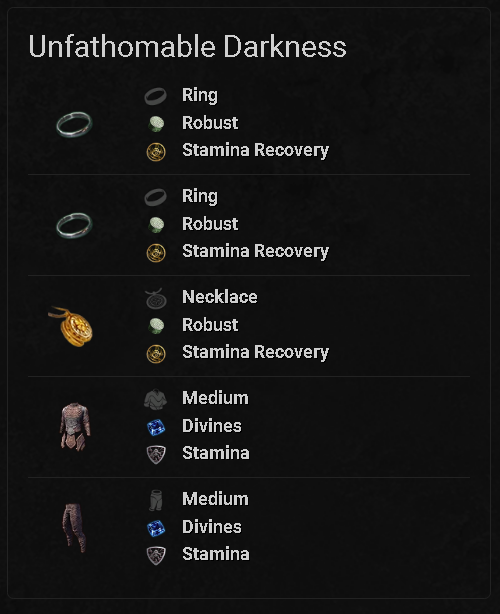 Unfathomable Darkness
Ring
Robust
Stamina Recovery
Ring
Robust
Stamina Recovery
Necklace
Robust
Stamina Recovery
Medium
Divines
Stamina
Medium
Divines
Stamina